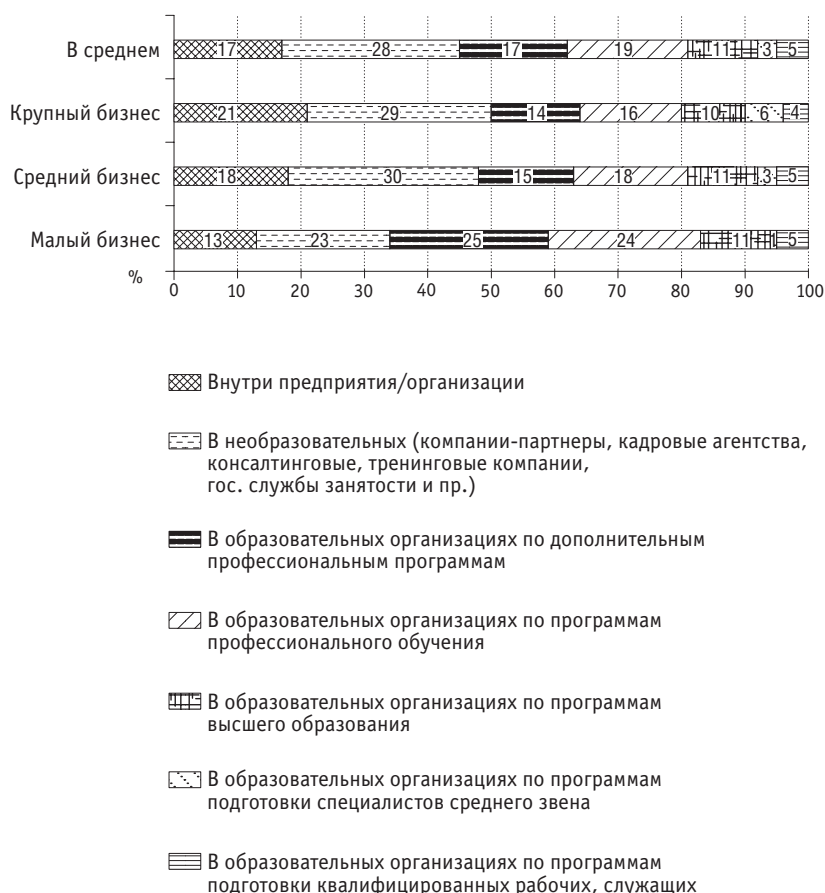 В среднем 17 28 17 19 11 3 5
Крупный бизнес 21 29 14 16 10 6 4
Средний бизнес 18 30 15 18 11 3 5
Малый бизнес 13 23 25 24 11 1 5
% 0 10 20 30 40 50 60 70 80 90 100
Внутри предприятия/организации
В необразовательных (компании-партнеры, кадровые агентства,
консалтинговые, тренинговые компании,
гос. службы занятости и пр.)
В образовательных организациях по дополнительным
профессиональным программам
В образовательных организациях по программам
профессионального обучения
В образовательных организациях по программам
высшего образования
В образовательных организациях по программам
подготовки специалистов среднего звена
В образовательных организациях по программам
подготовки квалифицированных рабочих, служащих